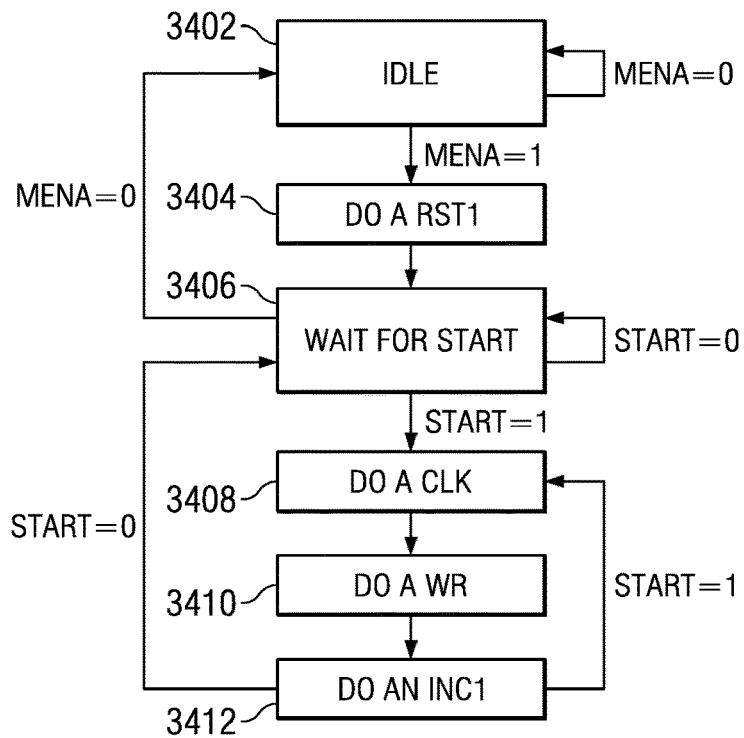 3402
IDLE
MENA=0
MENA=1
MENA=0
3404
DO A RST1
3406
WAIT FOR START
START=0
START=1
3408
DO A CLK
START=0
3410
DO A WR
START=1
DO AN INC1
3412